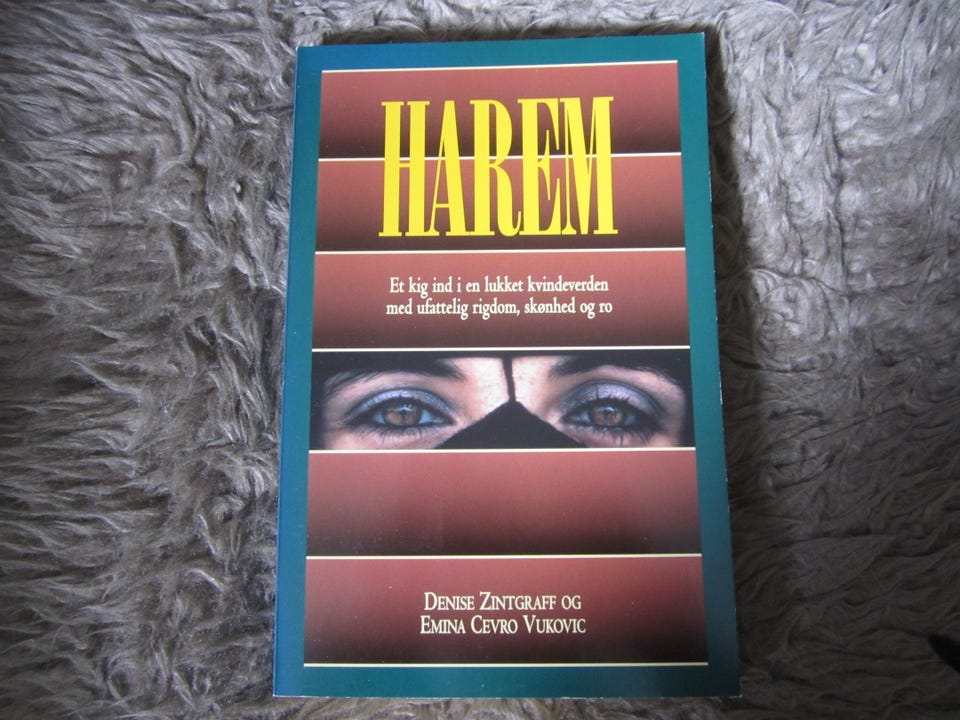 HAREM
Et kig ind i en lukket kvindeverden
med ufattelig rigdom, skønhed og ro
DENISE ZINTGRAFF OG
EMINA CEVRO VUKOVIC